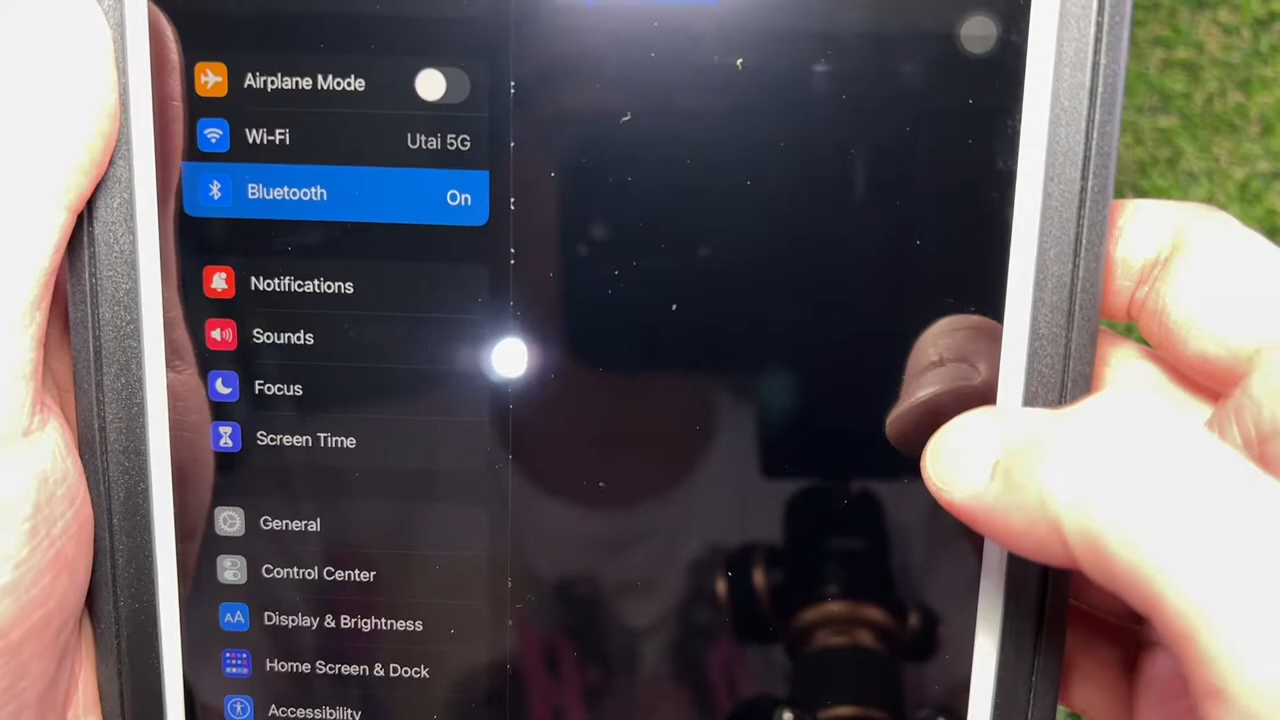 Airplane Mode
Wi-Fi Utai 5G
Bluetooth On
Notifications
Sounds
Focus
Screen Time
General
Control Center
AA Display & Brightness
Home Screen & Dock
Accessibility